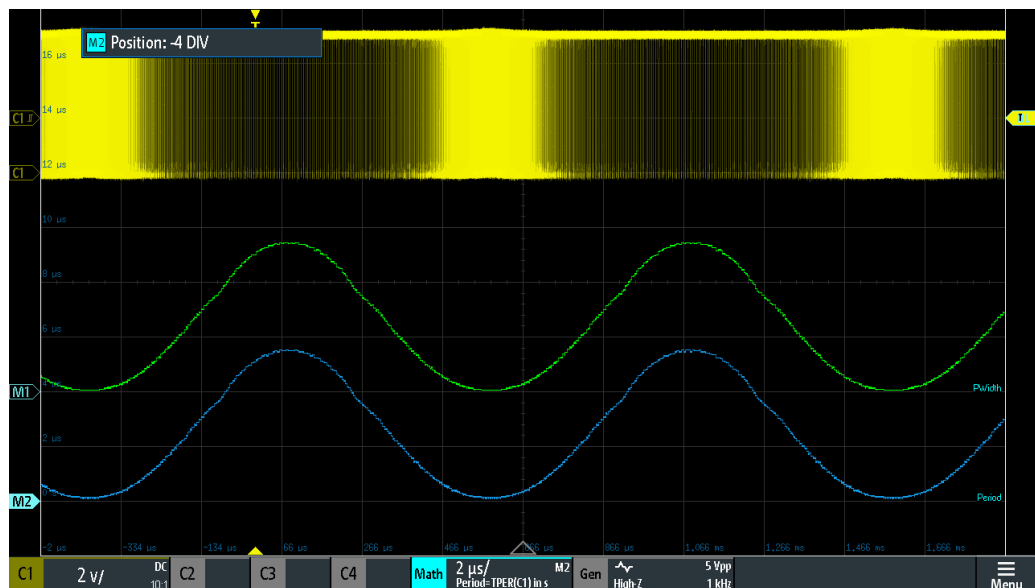 T
M2 Position: -4 DIV
16 µs
14 µs
C1
T
12 µs
C1
10 µs
8 µs
6 µs
4 µs
M1
PWidth
2 µs
0 s
M2
Period
-2 µs -334 µs -134 µs 66 µs 266 µs 466 µs 666 µs 866 µs 1,066 ms 1,266 ms 1,466 ms 1,666 ms
C1 2 V/ DC 10:1 C2 C3 C4 Math 2 µs/ M2 Period=TPER(C1) in s Gen High-Z 5 Vpp 1 kHz Menu